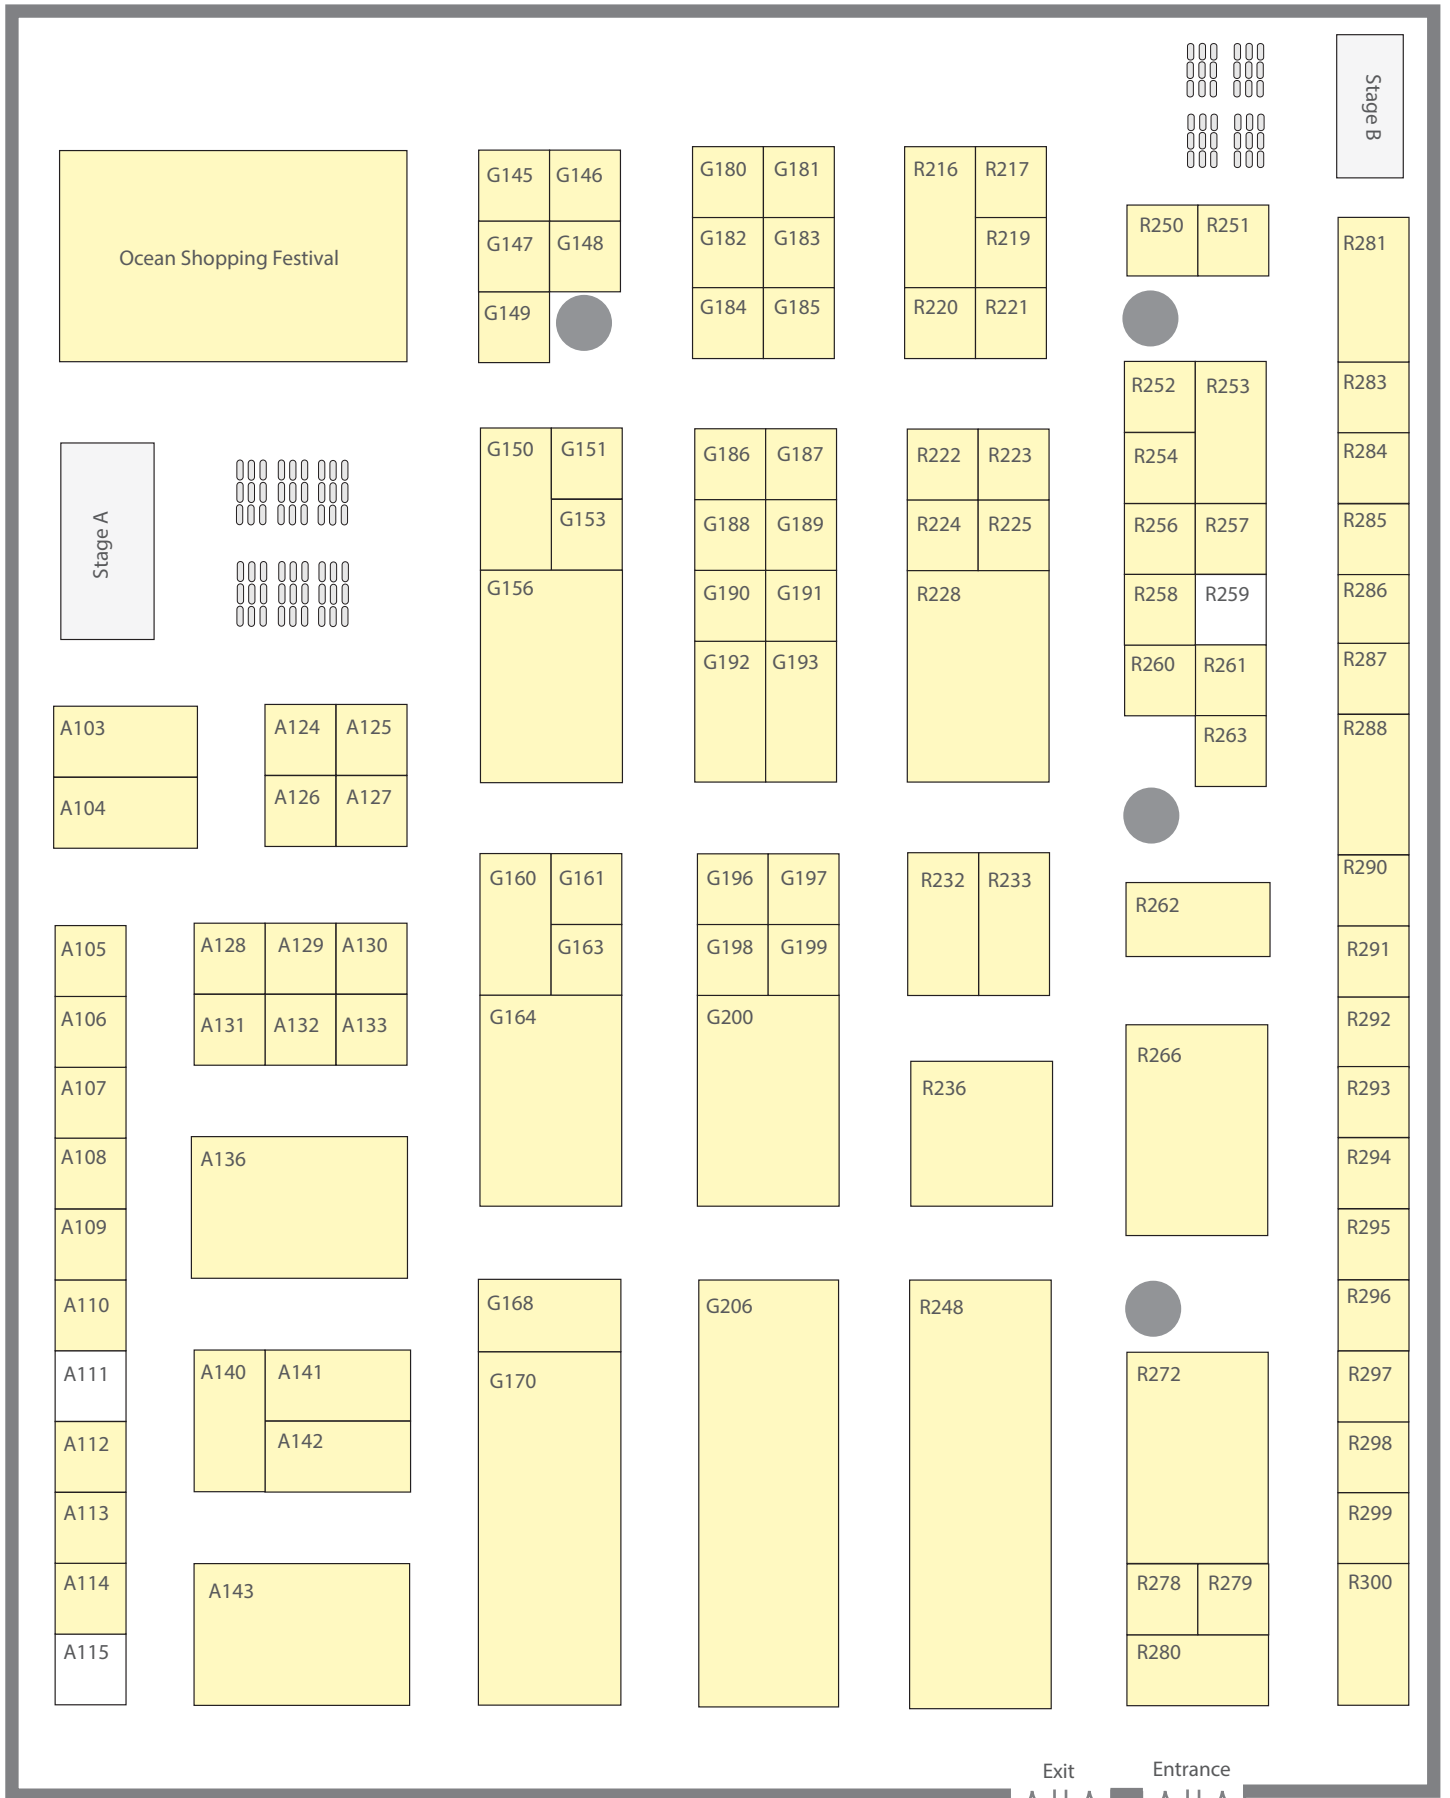 Stage B
Ocean Shopping Festival
G145 G146
G147 G148
G149
G180 G181
G182 G183
G184 G185
R216 R217
R219
R220 R221
R250 R251
R281
R283
R284
R285
R286
R287
R288
R290
R291
R292
R293
R294
R295
R296
R297
R298
R299
R300
Stage A
G150 G151
G153
G156
G186 G187
G188 G189
G190 G191
G192 G193
R222 R223
R224 R225
R228
R252 R253
R254
R256 R257
R258 R259
R260 R261
R263
A103
A104
A124 A125
A126 A127
G160 G161
G163
G164
G196 G197
G198 G199
G200
R232 R233
R236
R262
R266
A105
A106
A107
A108
A109
A110
A111
A112
A113
A114
A115
A128 A129 A130
A131 A132 A133
A136
A140 A141
A142
A143
G168
G170
G206
R248
R272
R278 R279
R280
Exit Entrance